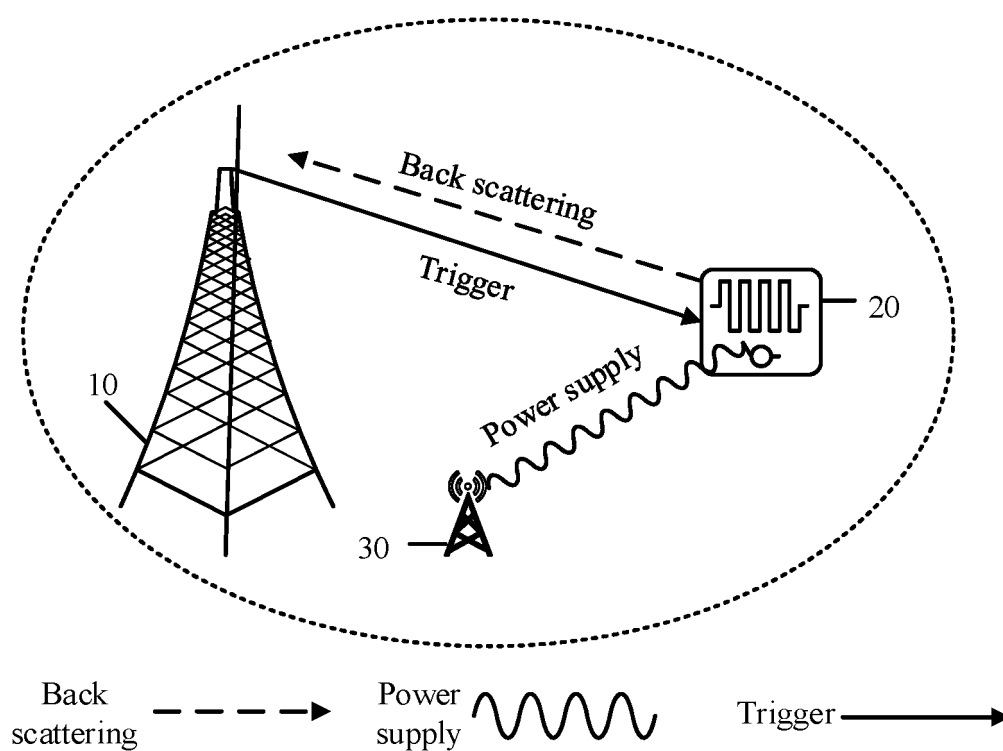 Back scattering
Trigger
20
Power supply
10
30
Back
scattering
Power
supply
Trigger